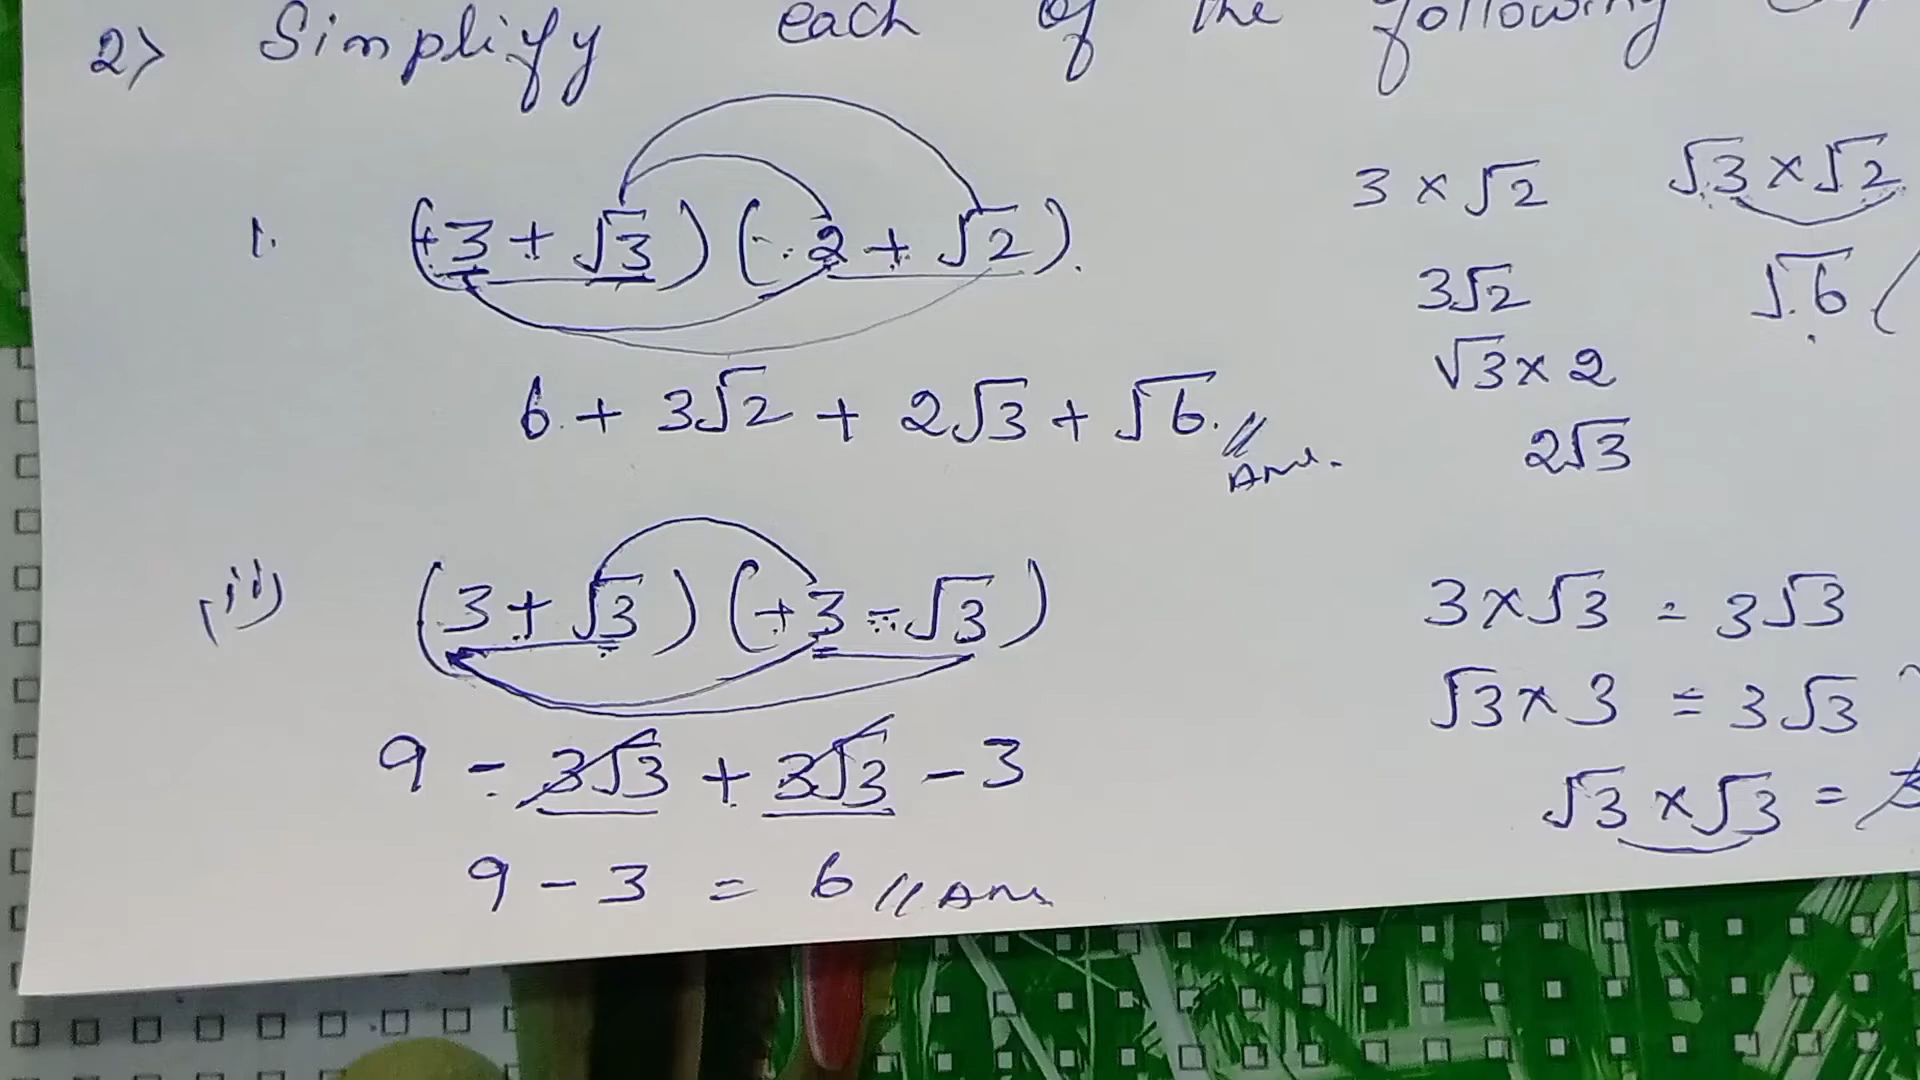 2> Simplify each of the following
i. (+3 + √3) (- 2 + √2).
6 + 3√2 + 2√3 + √6. // Ans.
3 × √2
3√2
√3 × 2
2√3
√3 × √2
√6
(ii) (3 + √3) (+3 - √3)
9 - 3√3 + 3√3 - 3
9 - 3 = 6 // Ans
3 × √3 = 3√3
√3 × 3 = 3√3
√3 × √3 =